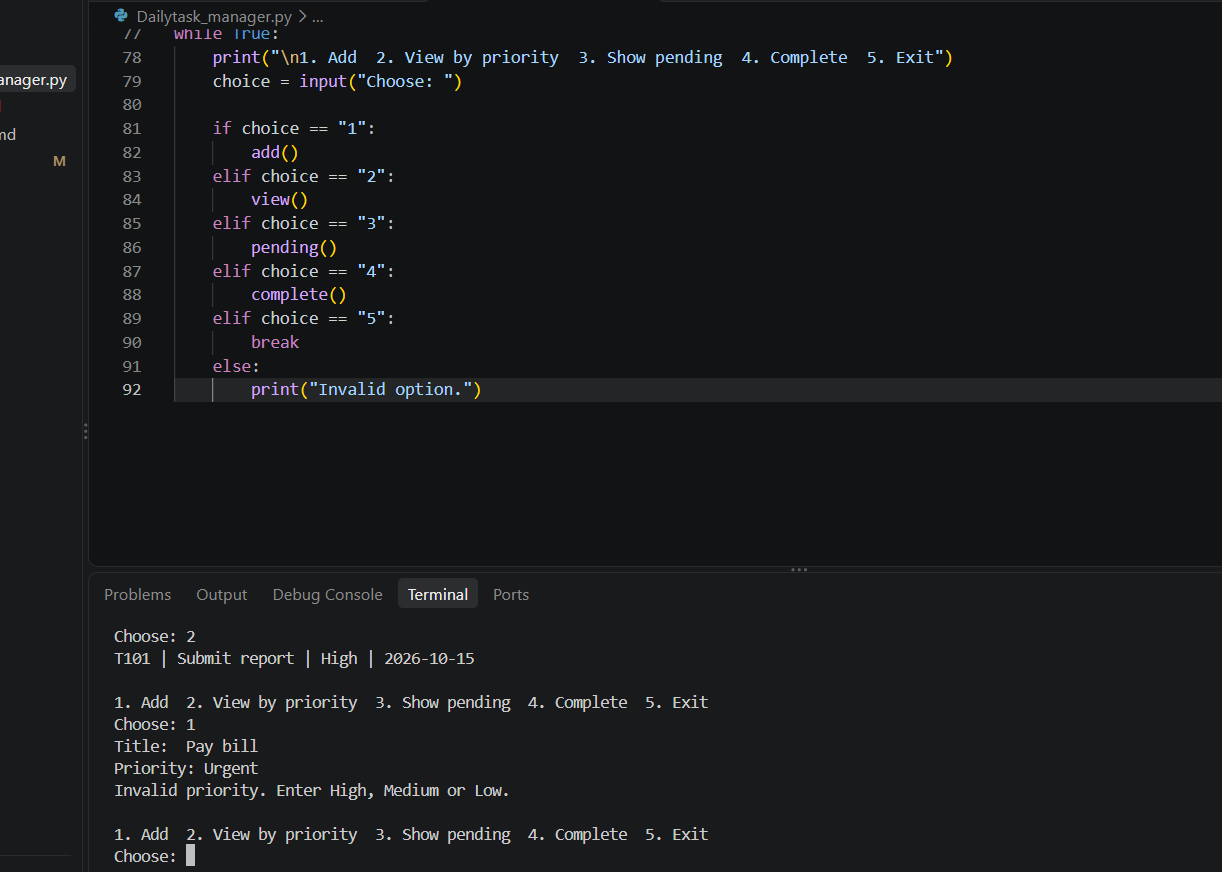 Dailytask_manager.py > ...
anager.py
md
M
77 while True:
78 print("\n1. Add  2. View by priority  3. Show pending  4. Complete  5. Exit")
79 choice = input("Choose: ")
80
81 if choice == "1":
82 add()
83 elif choice == "2":
84 view()
85 elif choice == "3":
86 pending()
87 elif choice == "4":
88 complete()
89 elif choice == "5":
90 break
91 else:
92 print("Invalid option.")
Problems Output Debug Console Terminal Ports
Choose: 2
T101 | Submit report | High | 2026-10-15
1. Add  2. View by priority  3. Show pending  4. Complete  5. Exit
Choose: 1
Title:  Pay bill
Priority: Urgent
Invalid priority. Enter High, Medium or Low.
1. Add  2. View by priority  3. Show pending  4. Complete  5. Exit
Choose: